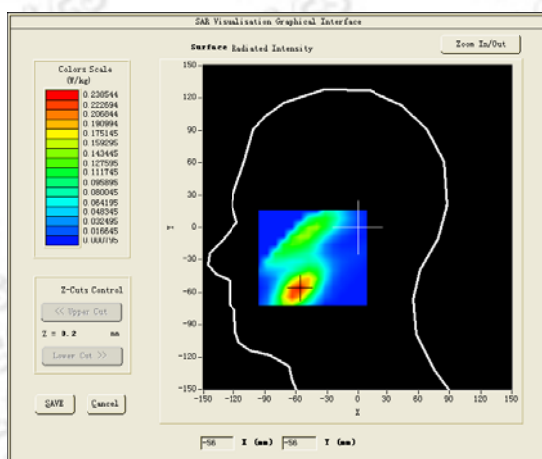 SAR Visualisation Graphical Interface
Surface Radiated Intensity
Zoom In/Out
Colors Scale
(W/kg)
0.238544
0.222694
0.206844
0.190994
0.175145
0.159295
0.143445
0.127595
0.111745
0.095895
0.080045
0.064195
0.048345
0.032495
0.016645
0.000795
150
120
90
60
30
0
-30
-60
-90
-120
-150
Y
-150 -120 -90 -60 -30 0 30 60 90 120 150
X
Z-Cuts Control
<< Upper Cut
Z = 0.2 mm
Lower Cut >>
SAVE
Cancel
-56 X (mm) -56 Y (mm)